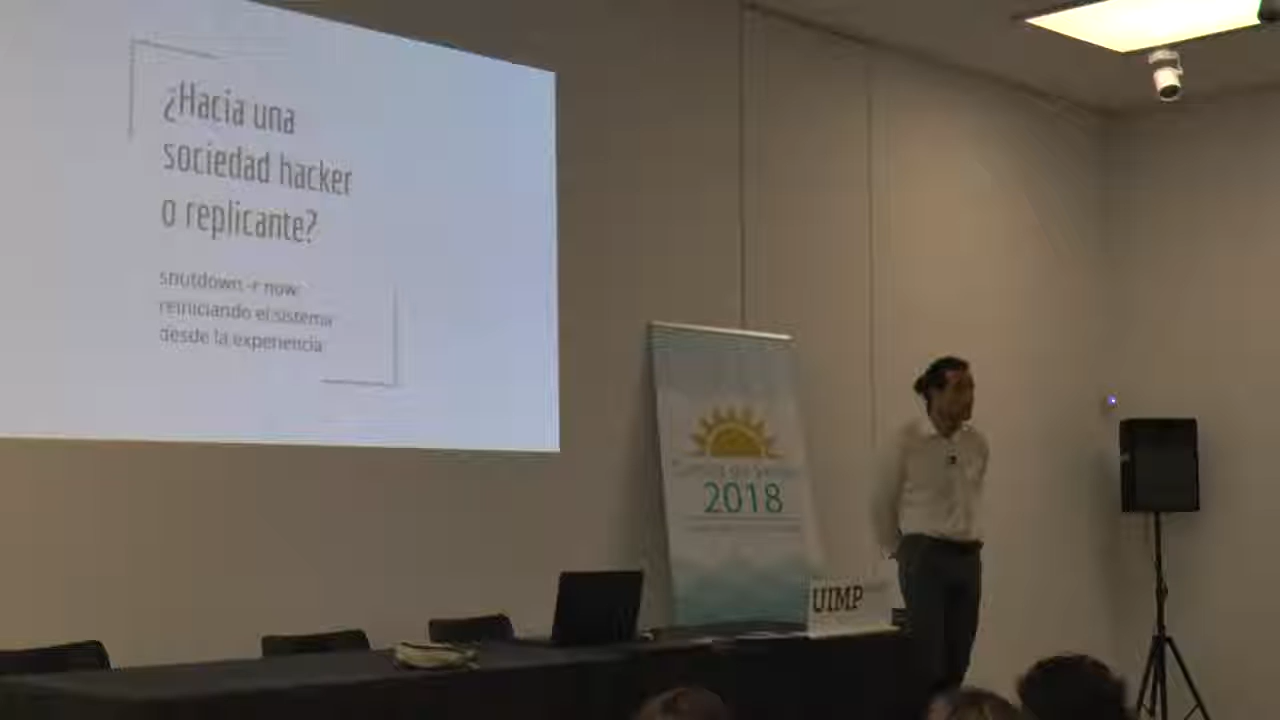 ¿Hacia una
sociedad hacker
o replicante?
shutdown -r now:
reiniciando el sistema
desde la experiencia
2018
UIMP